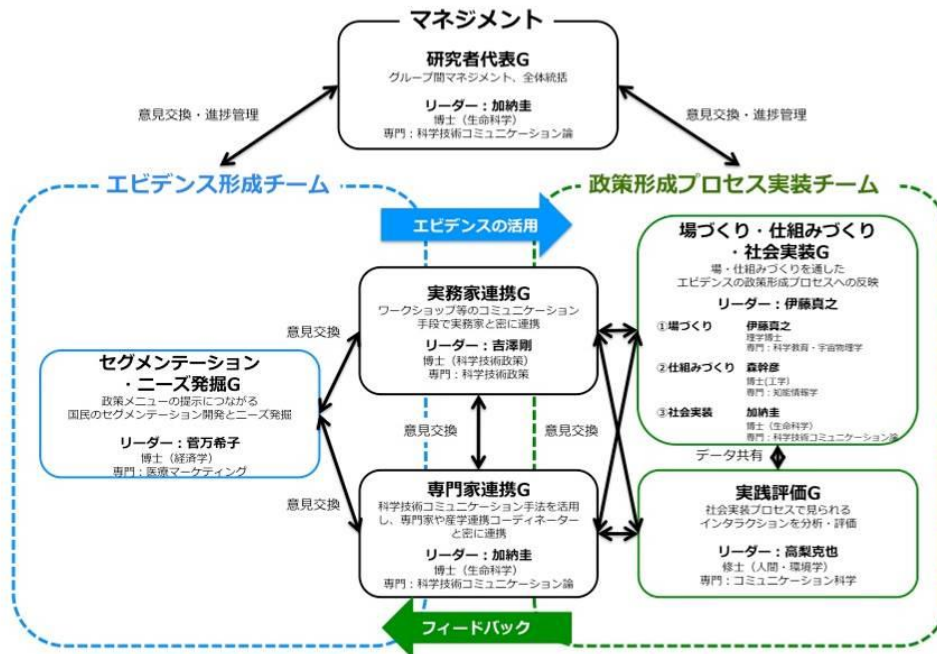 マネジメント
研究者代表G
グループ間マネジメント、全体統括
リーダー：加納圭
博士（生命科学）
専門：科学技術コミュニケーション論
意見交換・進捗管理
意見交換・進捗管理
エビデンス形成チーム
政策形成プロセス実装チーム
エビデンスの活用
セグメンテーション
・ニーズ発掘G
政策メニューの提示につながる
国民のセグメンテーション開発とニーズ発掘
リーダー：菅万希子
博士（経済学）
専門：医療マーケティング
意見交換
意見交換
実務家連携G
ワークショップ等のコミュニケーション
手段で実務家と密に連携
リーダー：吉澤剛
博士（科学技術政策）
専門：科学技術政策
意見交換
意見交換
専門家連携G
科学技術コミュニケーション手法を活用
し、専門家や産学連携コーディネーター
と密に連携
リーダー：加納圭
博士（生命科学）
専門：科学技術コミュニケーション論
場づくり・仕組みづくり
・社会実装G
場・仕組みづくりを通した
エビデンスの政策形成プロセスへの反映
リーダー：伊藤真之
①場づくり 伊藤真之
理学博士
専門：科学教育・宇宙物理学
②仕組みづくり 森幹彦
博士(工学)
専門：知能情報学
③社会実装 加納圭
博士（生命科学）
専門：科学技術コミュニケーション論
データ共有
実践評価G
社会実装プロセスで見られる
インタラクションを分析・評価
リーダー：高梨克也
修士（人間・環境学）
専門：コミュニケーション科学
フィードバック